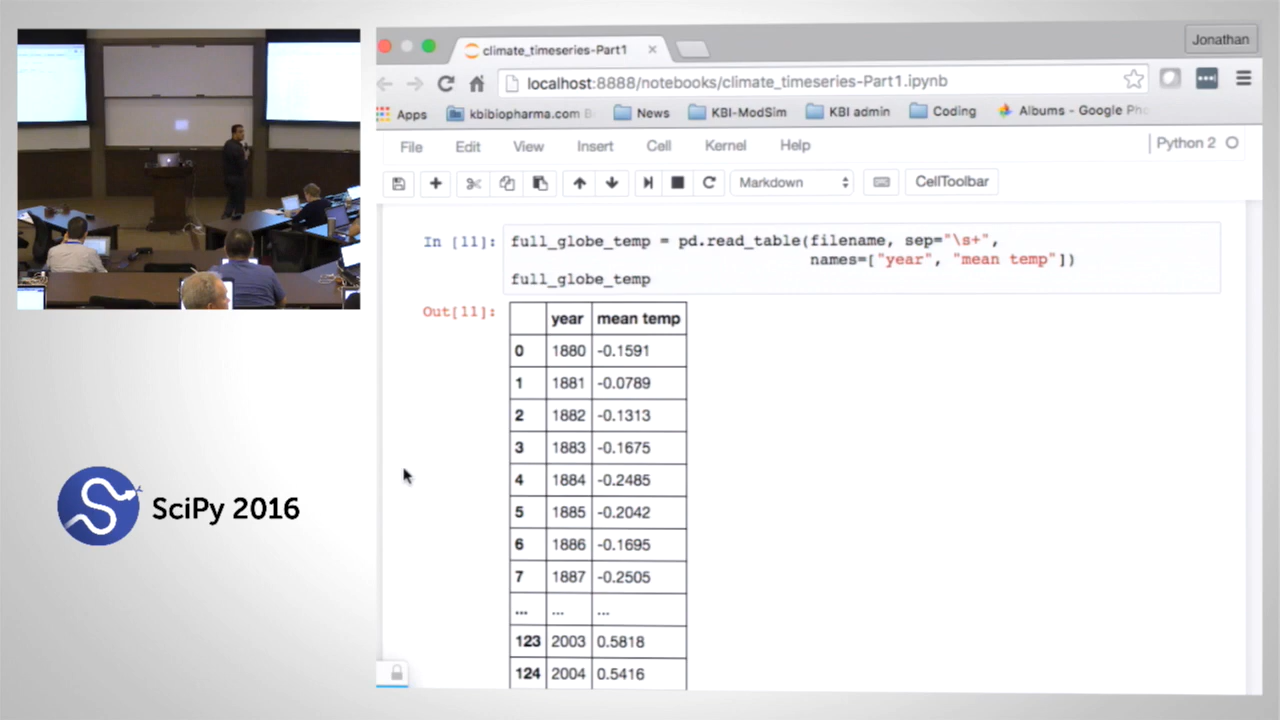 Jonathan
climate_timeseries-Part1
localhost:8888/notebooks/climate_timeseries-Part1.ipynb
Apps kbibiopharma.com News KBI-ModSim KBI admin Coding Albums - Google Pho
File Edit View Insert Cell Kernel Help Python 2
Markdown CellToolbar
In [11]: full_globe_temp = pd.read_table(filename, sep="\s+",
names=["year", "mean temp"])
full_globe_temp
Out[11]:
year mean temp
0 1880 -0.1591
1 1881 -0.0789
2 1882 -0.1313
3 1883 -0.1675
4 1884 -0.2485
5 1885 -0.2042
6 1886 -0.1695
7 1887 -0.2505
... ... ...
123 2003 0.5818
124 2004 0.5416
SciPy 2016